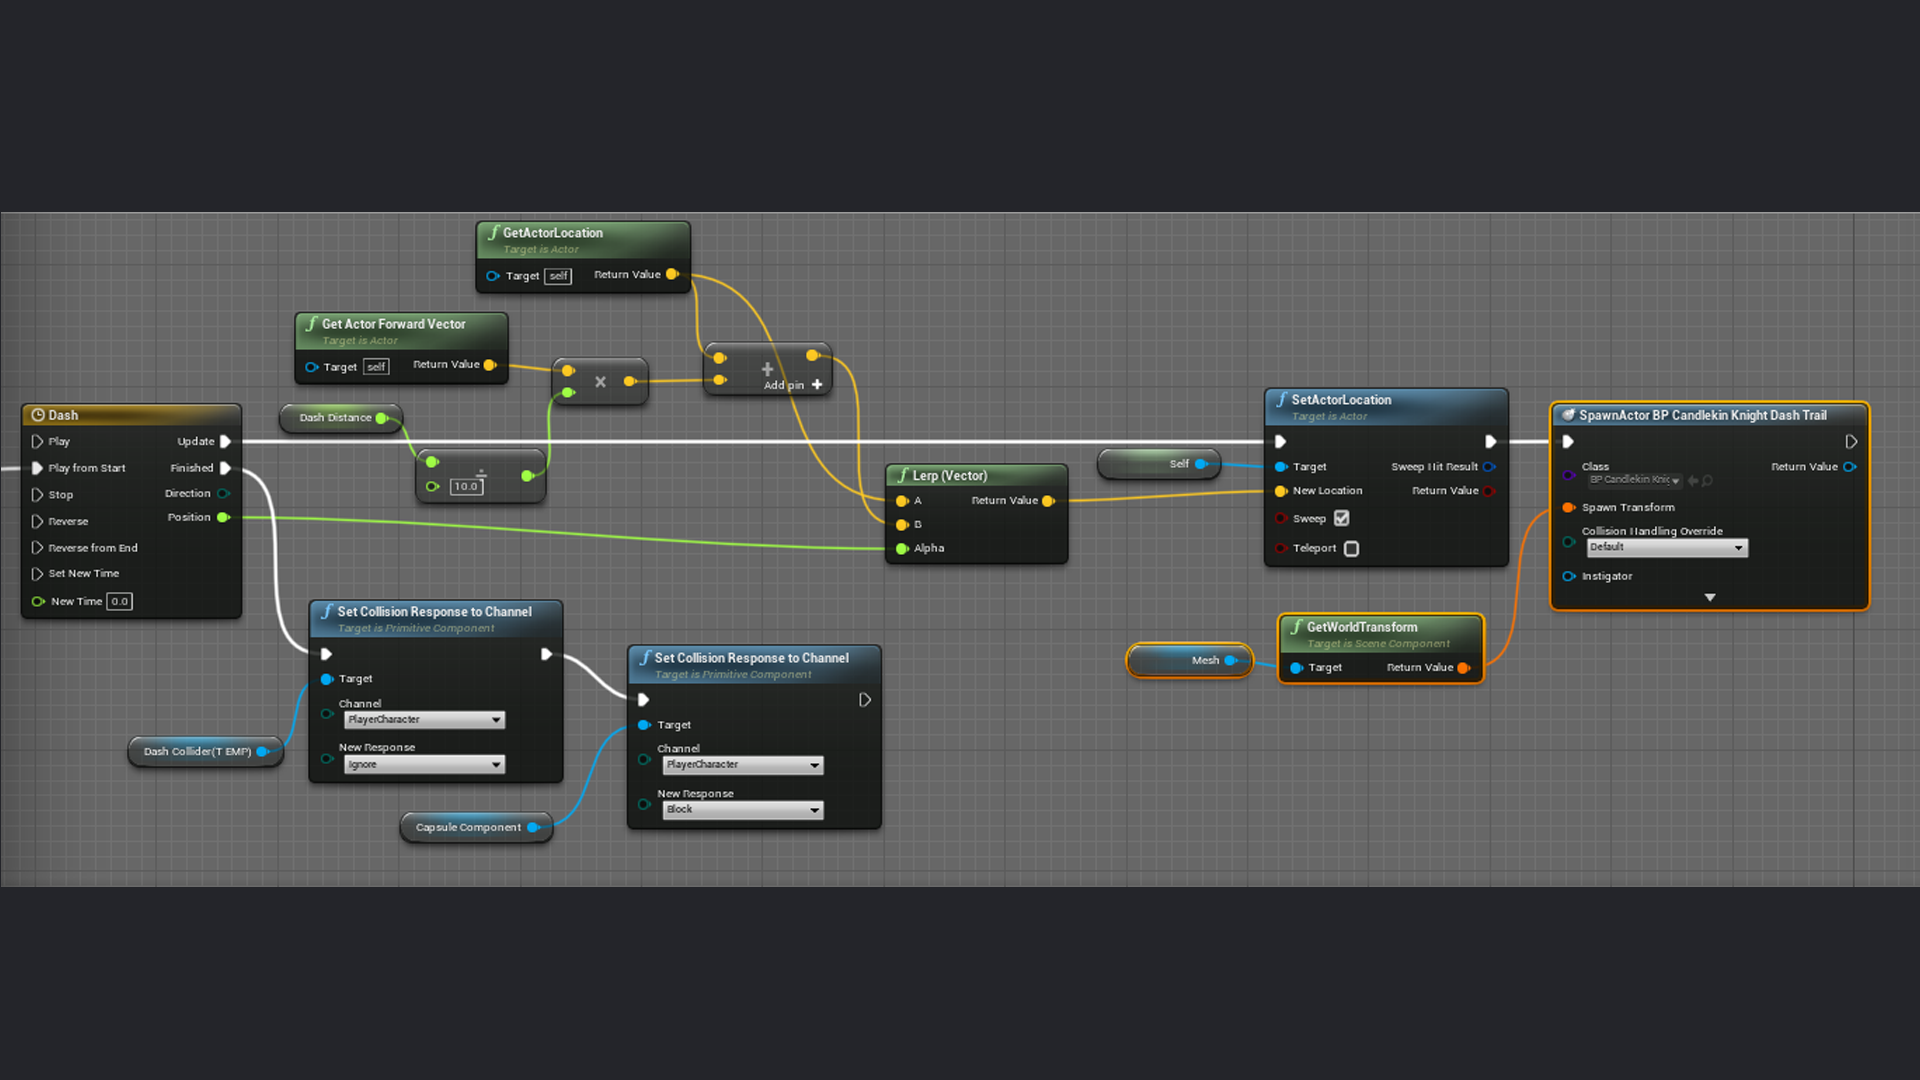 GetActorLocation
Target is Actor
Target self Return Value
Get Actor Forward Vector
Target is Actor
Target self Return Value
Add pin
Dash
Play Update
Play from Start Finished
Stop Direction
Reverse Position
Reverse from End
Set New Time
New Time 0.0
Dash Distance
10.0
Lerp (Vector)
A Return Value
B
Alpha
Self
SetActorLocation
Target is Actor
Target Sweep Hit Result
New Location Return Value
Sweep
Teleport
SpawnActor BP Candlekin Knight Dash Trail
Class Return Value
BP Candlekin Knig
Spawn Transform
Collision Handling Override
Default
Instigator
Mesh
GetWorldTransform
Target is Scene Component
Target Return Value
Set Collision Response to Channel
Target is Primitive Component
Target
Channel
PlayerCharacter
New Response
Ignore
Dash Collider(T EMP)
Set Collision Response to Channel
Target is Primitive Component
Target
Channel
PlayerCharacter
New Response
Block
Capsule Component